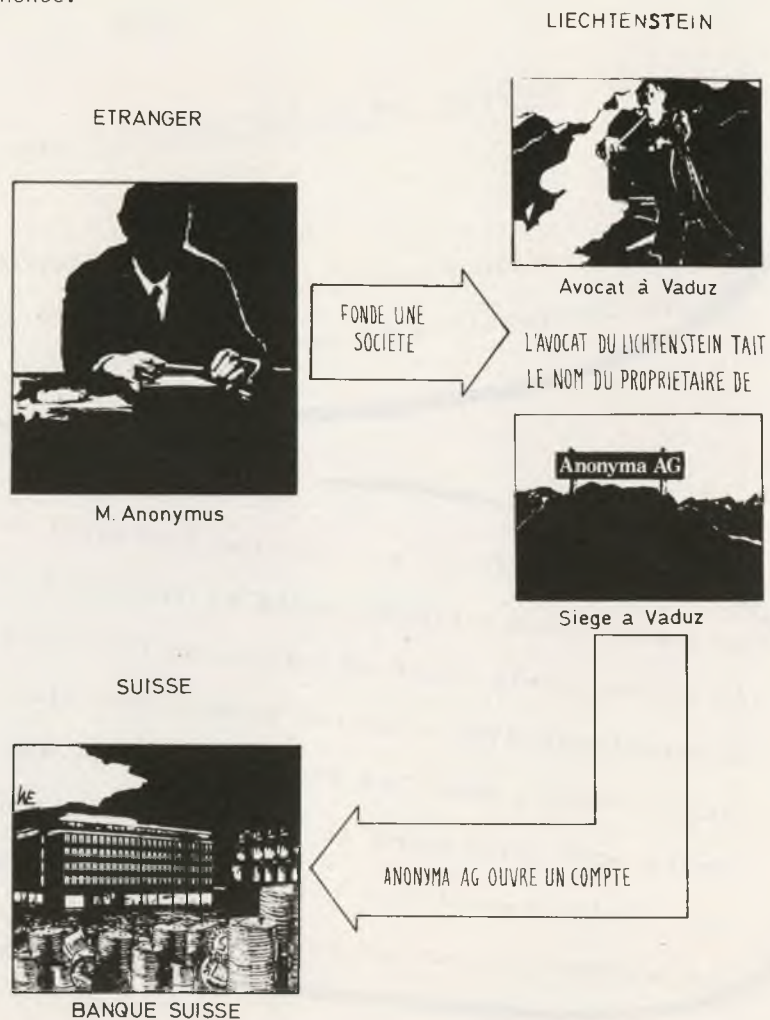 LIECHTENSTEIN
ETRANGER
Avocat à Vaduz
FONDE UNE
SOCIETE
L'AVOCAT DU LICHTENSTEIN TAIT
LE NOM DU PROPRIETAIRE DE
Anonyma AG
M. Anonymus
Siege a Vaduz
SUISSE
ANONYMA AG OUVRE UN COMPTE
BANQUE SUISSE